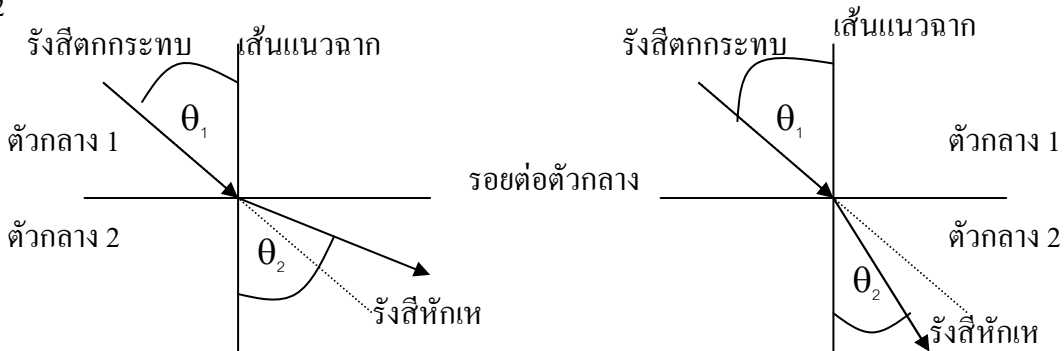 2
รังสีตกกระทบ เส้นแนวฉาก
θ₁
ตัวกลาง 1
ตัวกลาง 2
θ₂
รังสีหักเห
รอยต่อตัวกลาง
รังสีตกกระทบ เส้นแนวฉาก
θ₁
ตัวกลาง 1
ตัวกลาง 2
θ₂
รังสีหักเห